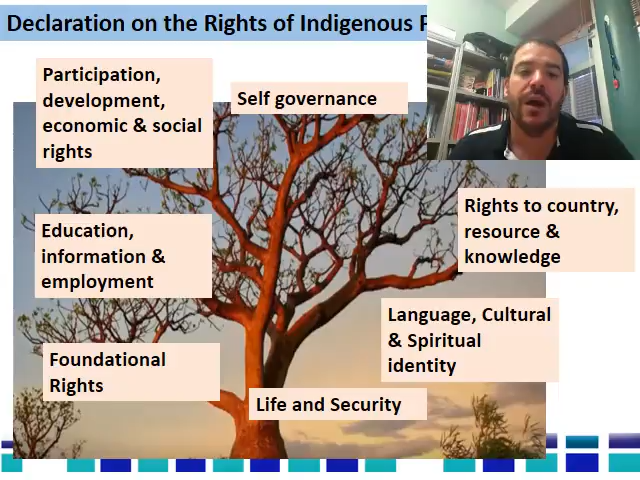 Declaration on the Rights of Indigenous
Participation,
development,
economic & social
rights
Self governance
Rights to country,
resource &
knowledge
Education,
information &
employment
Language, Cultural
& Spiritual
identity
Foundational
Rights
Life and Security